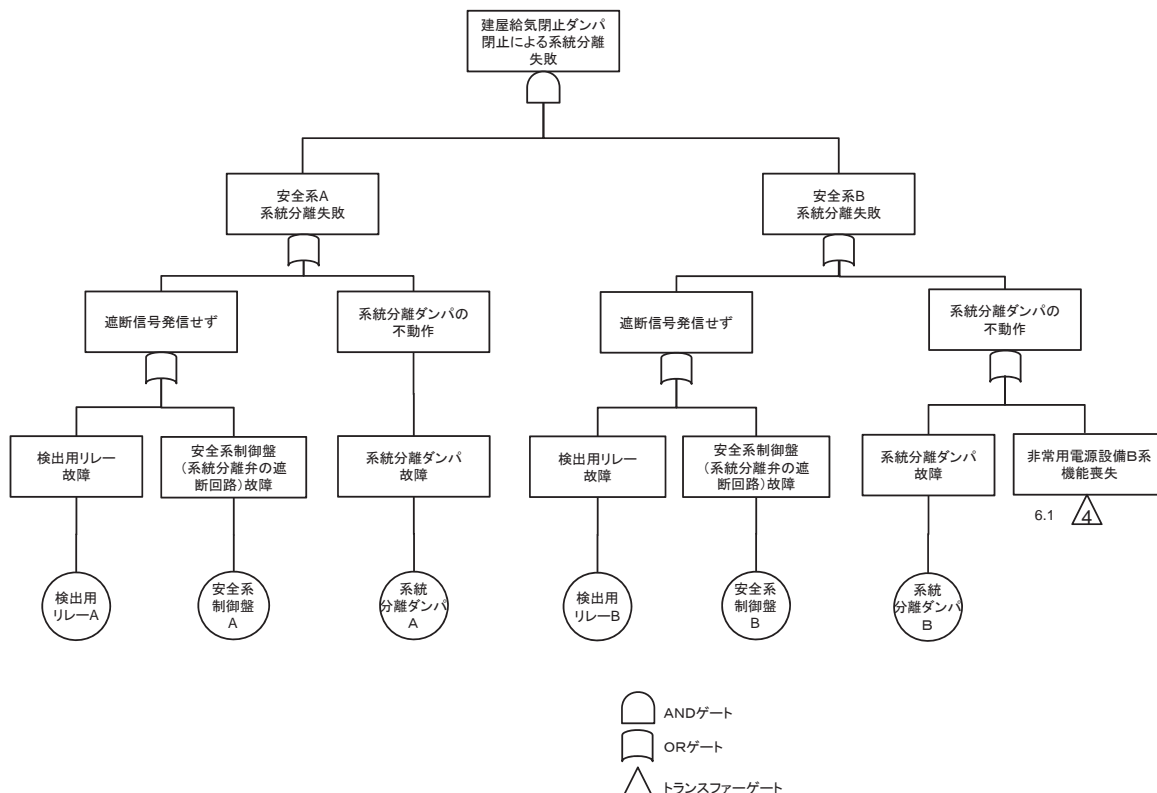 建屋給気閉止ダンパ
閉止による系統分離
失敗
安全系A
系統分離失敗
安全系B
系統分離失敗
遮断信号発信せず
系統分離ダンパの
不動作
遮断信号発信せず
系統分離ダンパの
不動作
検出用リレー
故障
安全系制御盤
(系統分離弁の遮
断回路)故障
系統分離ダンパ
故障
検出用リレー
故障
安全系制御盤
(系統分離弁の遮
断回路)故障
系統分離ダンパ
故障
非常用電源設備B系
機能喪失
6.1
4
検出用
リレーA
安全系
制御盤
A
系統
分離ダンパ
A
検出用
リレーB
安全系
制御盤
B
系統
分離ダンパ
B
ANDゲート
ORゲート
トランスファーゲート